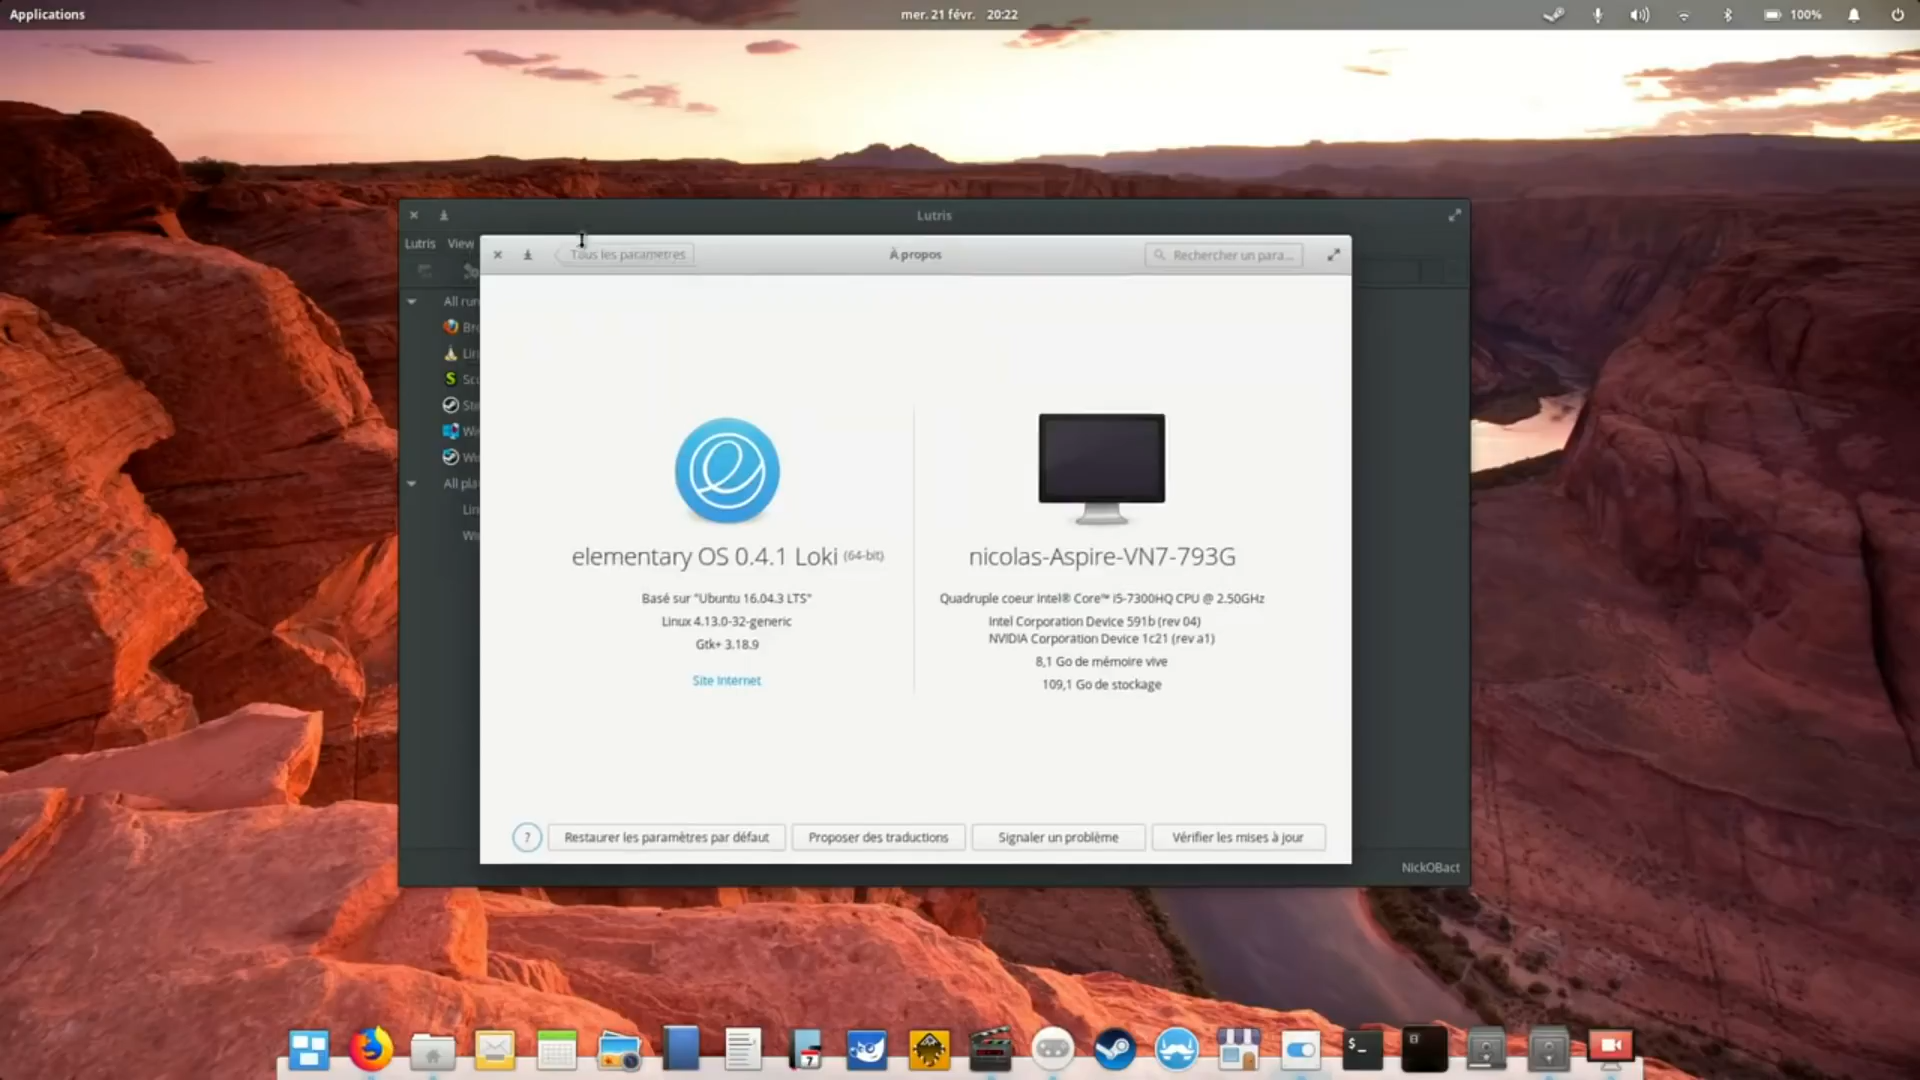 Applications
mer. 21 févr. 20:22
100%
Lutris
Lutris View
Tous les paramètres
À propos
Rechercher un para...
All
elementary OS 0.4.1 Loki (64-bit)
Basé sur "Ubuntu 16.04.3 LTS"
Linux 4.13.0-32-generic
Gtk+ 3.18.9
Site Internet
nicolas-Aspire-VN7-793G
Quadruple coeur Intel® Core™ i5-7300HQ CPU @ 2.50GHz
Intel Corporation Device 591b (rev 04)
NVIDIA Corporation Device 1c21 (rev a1)
8,1 Go de mémoire vive
109,1 Go de stockage
All
?
Restaurer les paramètres par défaut
Proposer des traductions
Signaler un problème
Vérifier les mises à jour
NickOBact
7
$_